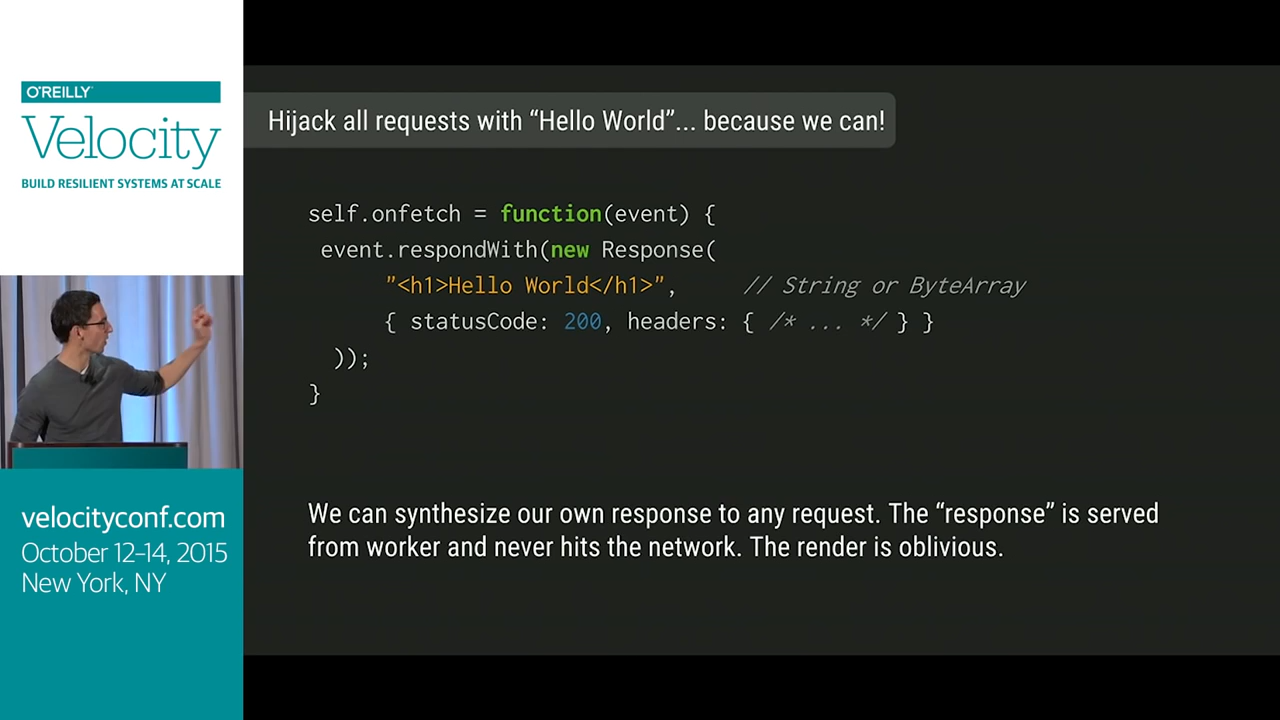 O'REILLY
Velocity
BUILD RESILIENT SYSTEMS AT SCALE
velocityconf.com
October 12–14, 2015
New York, NY
Hijack all requests with “Hello World”... because we can!
self.onfetch = function(event) {
event.respondWith(new Response(
"<h1>Hello World</h1>", // String or ByteArray
{ statusCode: 200, headers: { /* ... */ } }
));
}
We can synthesize our own response to any request. The “response” is served
from worker and never hits the network. The render is oblivious.